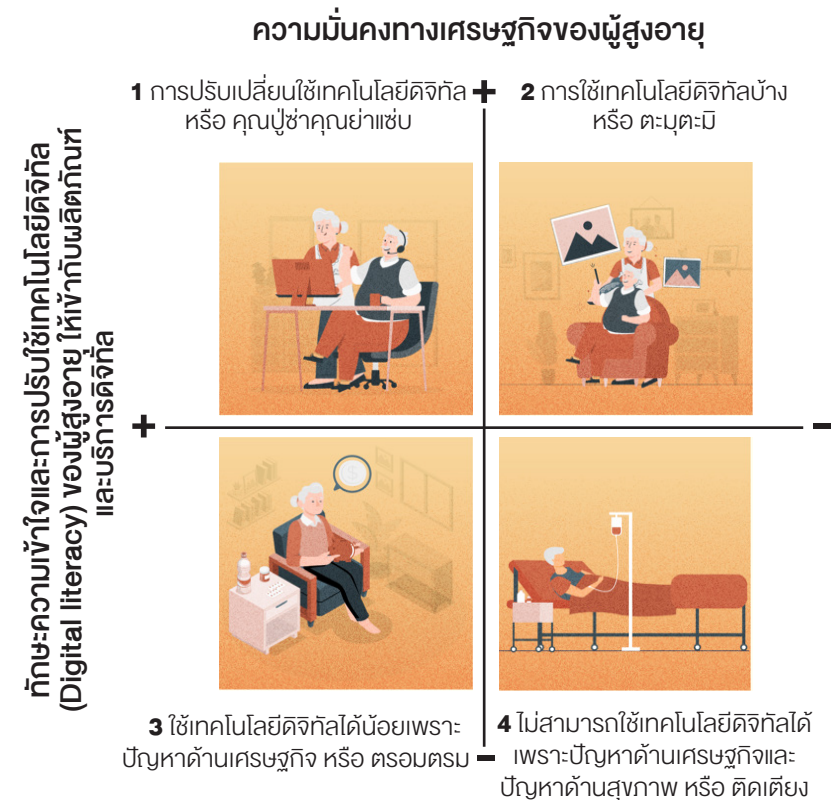 ความมั่นคงทางเศรษฐกิจของผู้สูงอายุ
1 การปรับเปลี่ยนใช้เทคโนโลยีดิจิทัล
หรือ คุณปู่ซ่าคุณย่าแซ่บ
+
2 การใช้เทคโนโลยีดิจิทัลบ้าง
หรือ ตะมุตะมิ
ทักษะความเข้าใจและการปรับใช้เทคโนโลยีดิจิทัล
(Digital literacy) ของผู้สูงอายุ ให้เข้ากับผลิตภัณฑ์
และบริการดิจิทัล
+
-
3 ใช้เทคโนโลยีดิจิทัลได้น้อยเพราะ
ปัญหาด้านเศรษฐกิจ หรือ ตรอมตรม
-
4 ไม่สามารถใช้เทคโนโลยีดิจิทัลได้
เพราะปัญหาด้านเศรษฐกิจและ
ปัญหาด้านสุขภาพ หรือ ติดเตียง